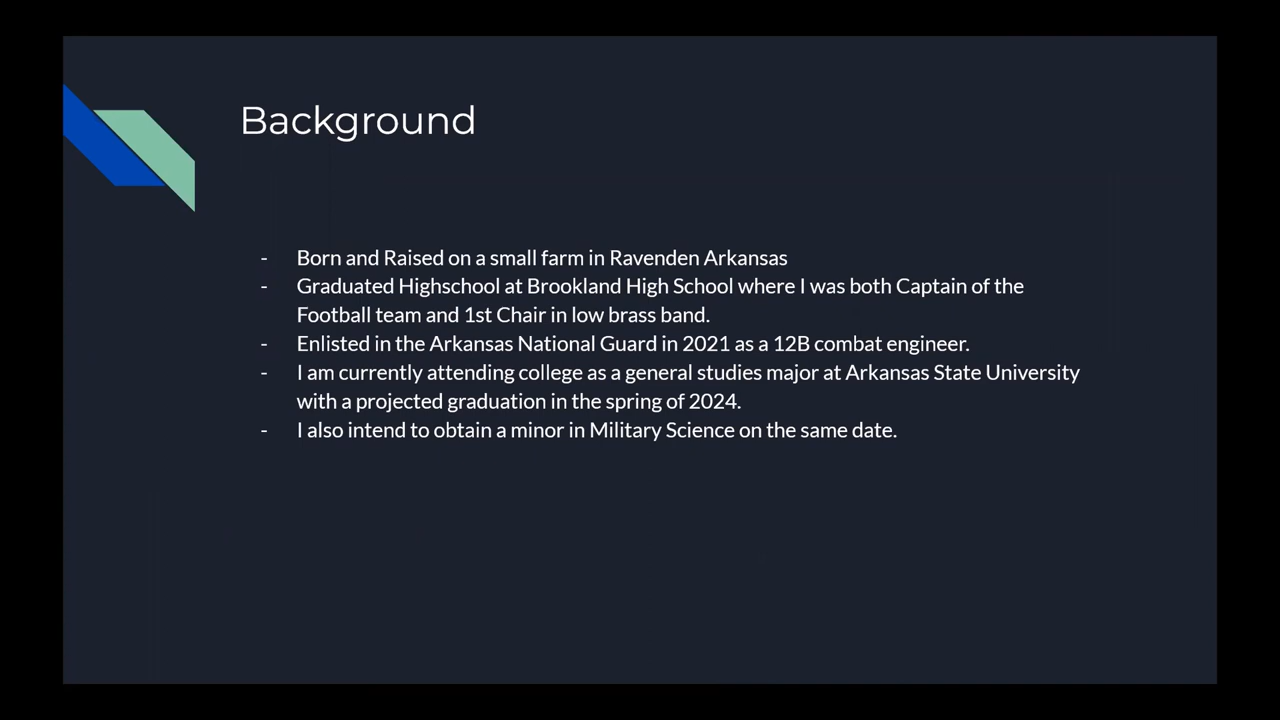 Background
- Born and Raised on a small farm in Ravenden Arkansas
- Graduated Highschool at Brookland High School where I was both Captain of the
Football team and 1st Chair in low brass band.
- Enlisted in the Arkansas National Guard in 2021 as a 12B combat engineer.
- I am currently attending college as a general studies major at Arkansas State University
with a projected graduation in the spring of 2024.
- I also intend to obtain a minor in Military Science on the same date.